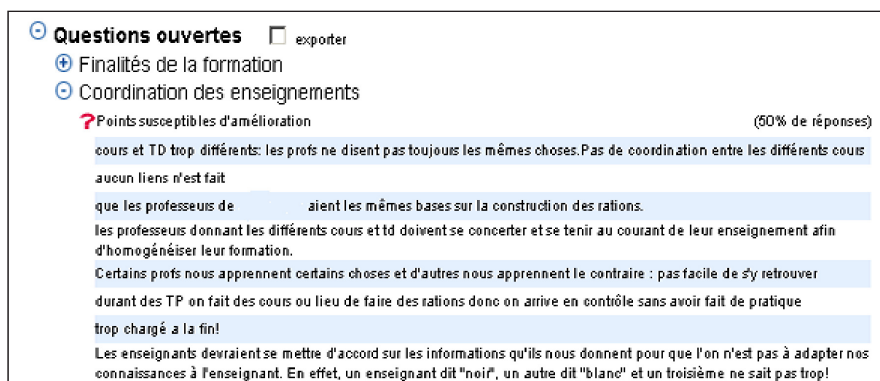 Questions ouvertes exporter
Finalités de la formation
Coordination des enseignements
?Points susceptibles d'amélioration (50% de réponses)
cours et TD trop différents: les profs ne disent pas toujours les mêmes choses.Pas de coordination entre les différents cours
aucun liens n'est fait
que les professeurs de aient les mêmes bases sur la construction des rations.
les professeurs donnant les différents cours et td doivent se concerter et se tenir au courant de leur enseignement afin
d'homogénéiser leur formation.
Certains profs nous apprennent certains choses et d'autres nous apprennent le contraire : pas facile de s'y retrouver
durant des TP on fait des cours ou lieu de faire des rations donc on arrive en contrôle sans avoir fait de pratique
trop chargé a la fin!
Les enseignants devraient se mettre d'accord sur les informations qu'ils nous donnent pour que l'on n'est pas à adapter nos
connaissances à l'enseignant. En effet, un enseignant dit "noir", un autre dit "blanc" et un troisième ne sait pas trop!